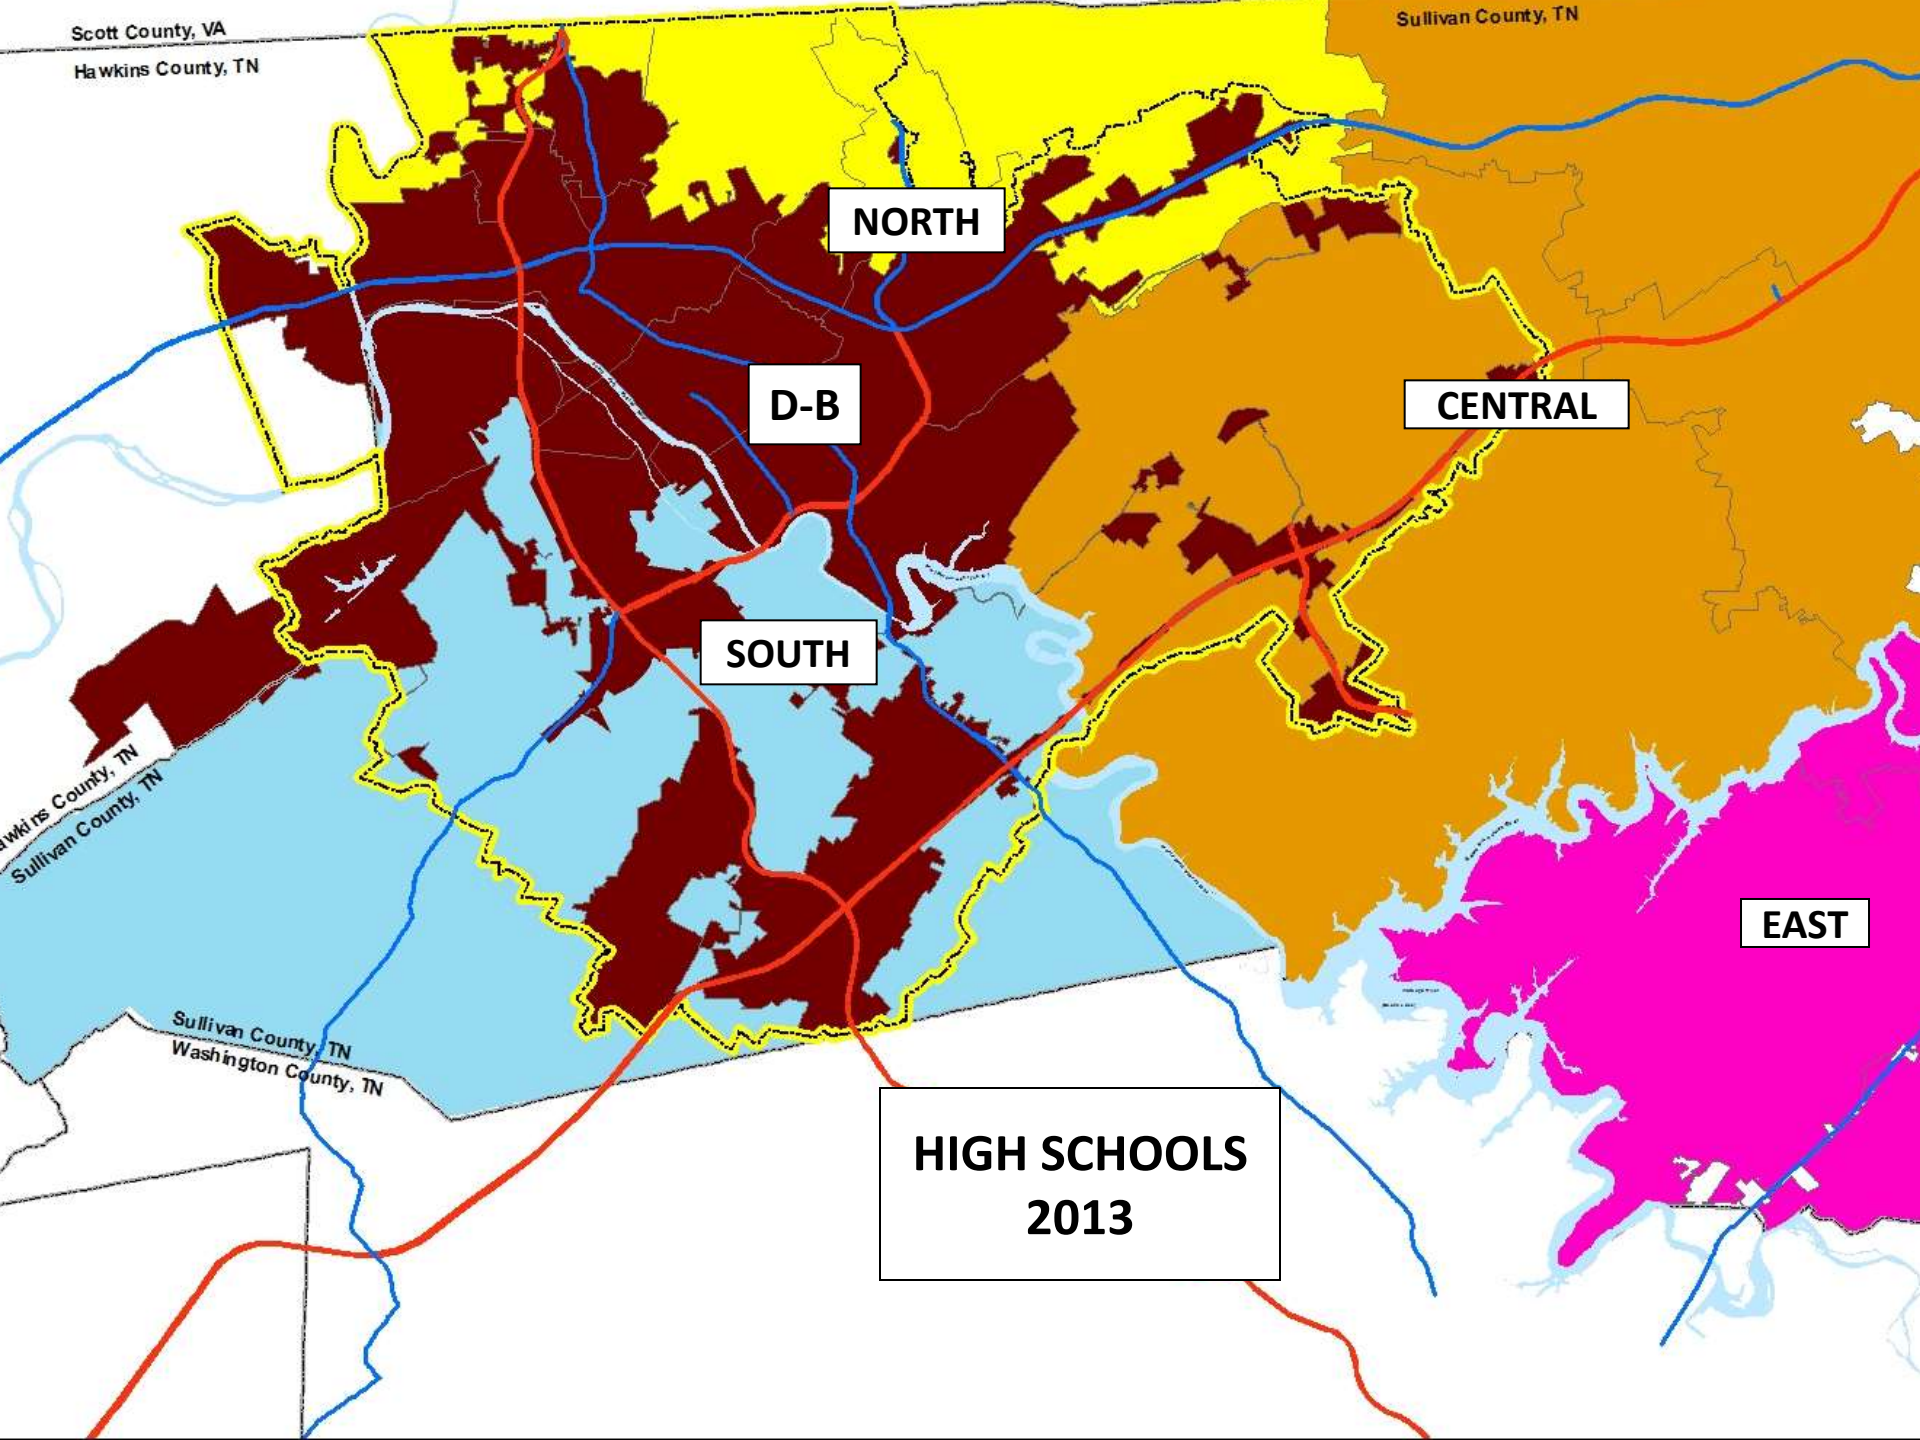 Scott County, VA
Hawkins County, TN
Sullivan County, TN
NORTH
D-B
CENTRAL
SOUTH
awkins County, TN
Sullivan County, TN
EAST
Sullivan County, TN
Washington County, TN
HIGH SCHOOLS
2013